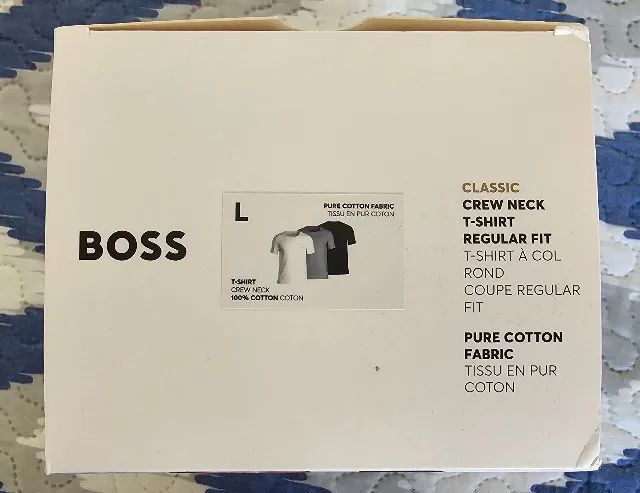 BOSS
L
PURE COTTON FABRIC
TISSU EN PUR COTON
T-SHIRT
CREW NECK
100% COTTON COTON
CLASSIC
CREW NECK
T-SHIRT
REGULAR FIT
T-SHIRT À COL
ROND
COUPE REGULAR
FIT
PURE COTTON
FABRIC
TISSU EN PUR
COTON